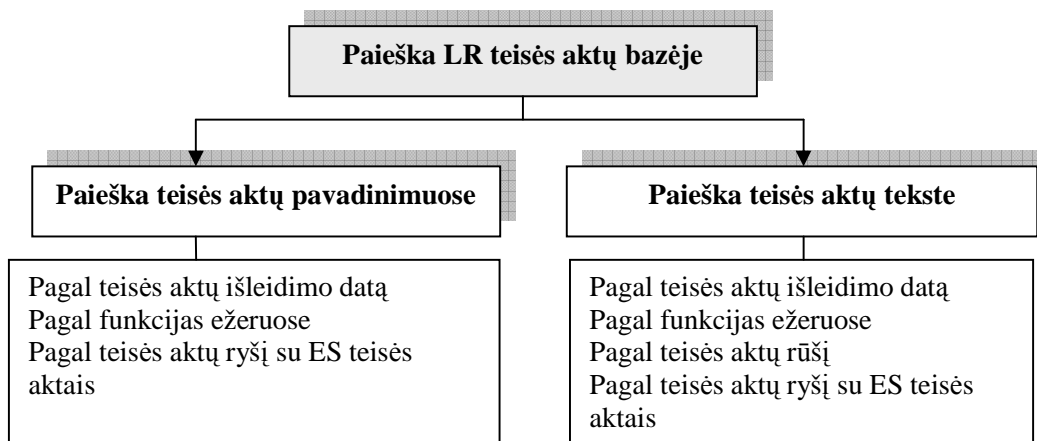 Paieška LR teisės aktų bazėje
Paieška teisės aktų pavadinimuose
Paieška teisės aktų tekste
Pagal teisės aktų išleidimo datą
Pagal funkcijas ežeruose
Pagal teisės aktų ryšį su ES teisės
aktais
Pagal teisės aktų išleidimo datą
Pagal funkcijas ežeruose
Pagal teisės aktų rūšį
Pagal teisės aktų ryšį su ES teisės
aktais